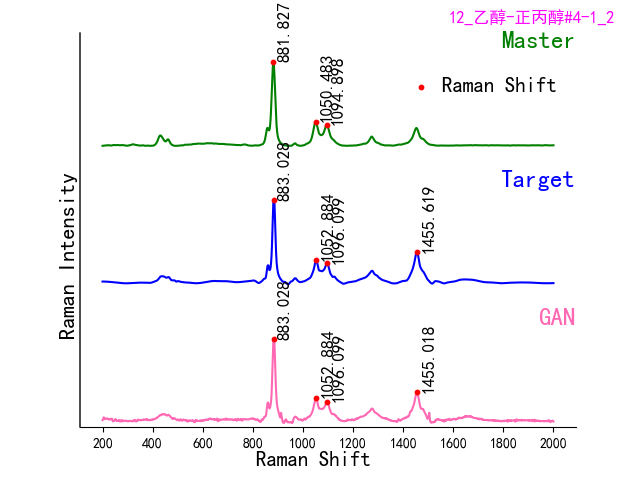 12_乙醇-正丙醇#4-1_2
Master
881.827
1050.483
1094.898
Raman Shift
Target
883.028
1052.884
1096.099
1455.619
GAN
883.028
1052.884
1096.099
1455.018
Raman Intensity
200 400 600 800 1000 1200 1400 1600 1800 2000
Raman Shift